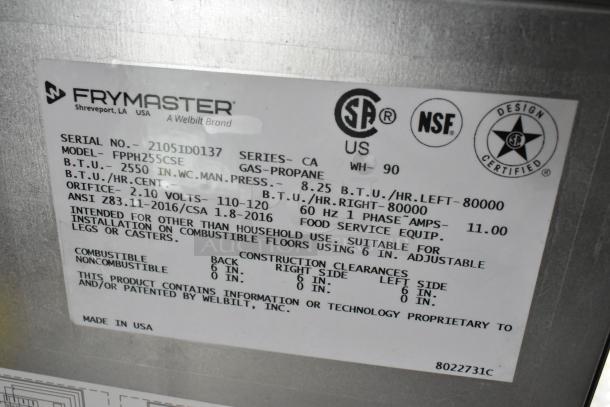 FRYMASTER
Shreveport, LA USA A Welbilt Brand
SA ® US
NSF®
DESIGN CERTIFIED
SERIAL NO.- 2105ID0137 SERIES- CA WH- 90
MODEL- FPPH255CSE GAS-PROPANE
B.T.U.- 2550 IN.WC.MAN.PRESS.- 8.25 B.T.U./HR.LEFT-80000
B.T.U./HR.CENT- B.T.U./HR.RIGHT-80000
ORIFICE- 2.10 VOLTS- 110-120 60 HZ 1 PHASE AMPS- 11.00
ANSI Z83.11-2016/CSA 1.8-2016 FOOD SERVICE EQUIP.
INTENDED FOR OTHER THAN HOUSEHOLD USE. SUITABLE FOR
INSTALLATION ON COMBUSTIBLE FLOORS USING 6 IN. ADJUSTABLE
LEGS OR CASTERS.
CONSTRUCTION CLEARANCES
BACK RIGHT SIDE LEFT SIDE
COMBUSTIBLE 6 IN. 6 IN. 6 IN.
NONCOMBUSTIBLE 0 IN. 0 IN. 0 IN.
THIS PRODUCT CONTAINS INFORMATION OR TECHNOLOGY PROPRIETARY TO
AND/OR PATENTED BY WELBILT, INC.
MADE IN USA
8022731C